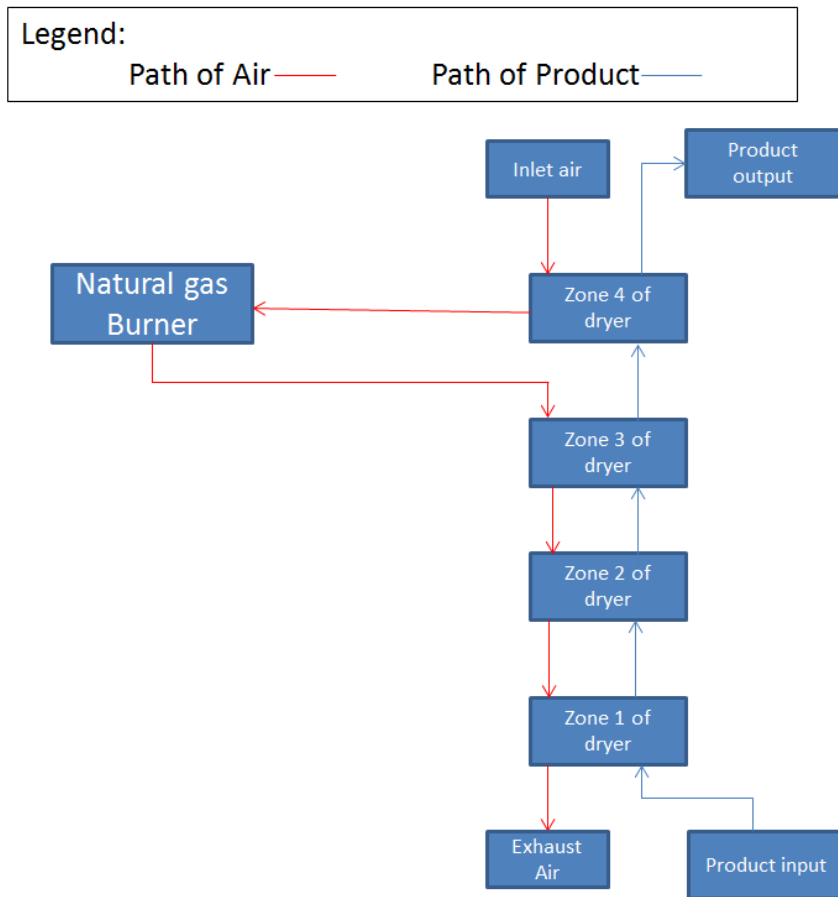 Legend:
Path of Air
Path of Product
Inlet air
Product
output
Natural gas
Burner
Zone 4 of
dryer
Zone 3 of
dryer
Zone 2 of
dryer
Zone 1 of
dryer
Exhaust
Air
Product input